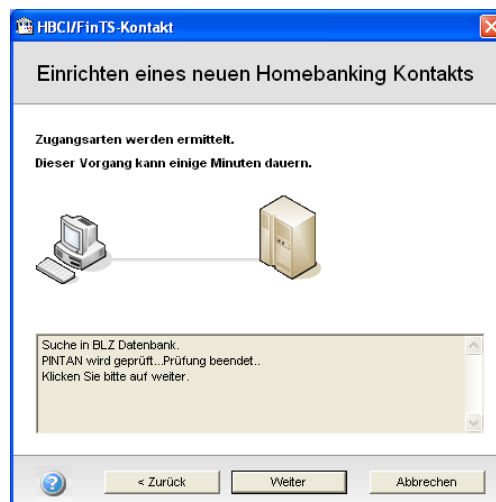 HBCI/FinTS-Kontakt
Einrichten eines neuen Homebanking Kontakts
Zugangsarten werden ermittelt.
Dieser Vorgang kann einige Minuten dauern.
Suche in BLZ Datenbank.
PINTAN wird geprüft...Prüfung beendet..
Klicken Sie bitte auf weiter.
< Zurück Weiter Abbrechen